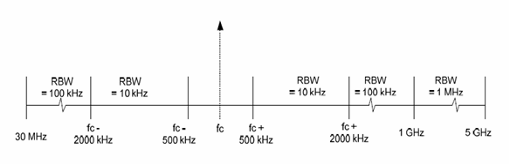 RBW RBW RBW RBW RBW
= 100 kHz = 10 kHz = 10 kHz = 100 kHz = 1 MHz
30 MHz fc - fc - fc fc + fc + 1 GHz 5 GHz
2000 kHz 500 kHz 500 kHz 2000 kHz